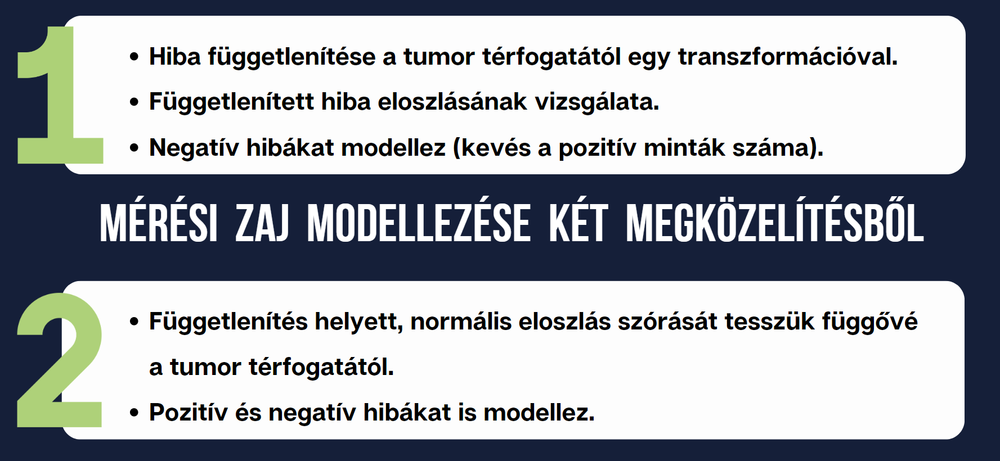 1
• Hiba függetlenítése a tumor térfogatától egy transzformációval.
• Függetlenített hiba eloszlásának vizsgálata.
• Negatív hibákat modellez (kevés a pozitív minták száma).
MÉRÉSI ZAJ MODELLEZÉSE KÉT MEGKÖZELÍTÉSBŐL
2
• Függetlenítés helyett, normális eloszlás szórását tesszük függővé
a tumor térfogatától.
• Pozitív és negatív hibákat is modellez.